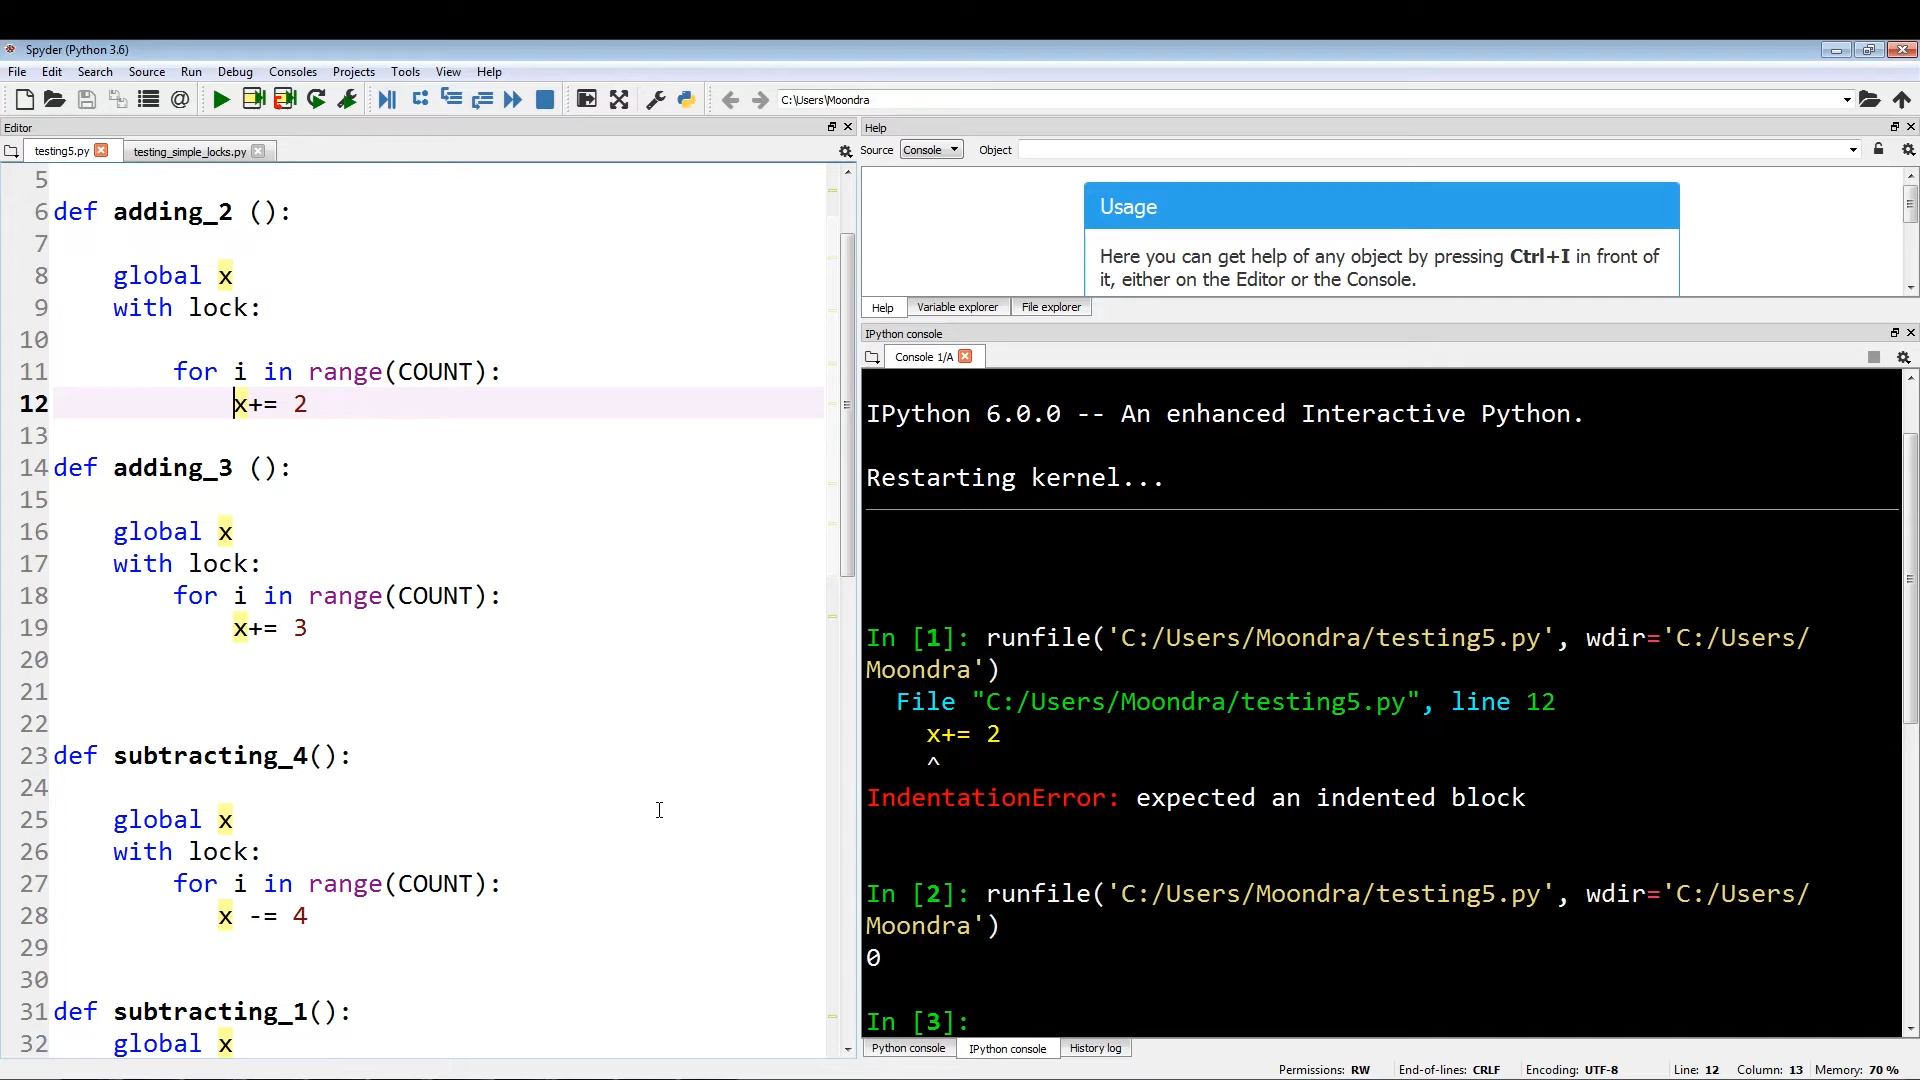 Spyder (Python 3.6)
File Edit Search Source Run Debug Consoles Projects Tools View Help
C:\Users\Moondra
Editor
testing5.py testing_simple_locks.py
5
6 def adding_2 ():
7
8 global x
9 with lock:
10
11 for i in range(COUNT):
12 x+= 2
13
14 def adding_3 ():
15
16 global x
17 with lock:
18 for i in range(COUNT):
19 x+= 3
20
21
22
23 def subtracting_4():
24
25 global x
26 with lock:
27 for i in range(COUNT):
28 x -= 4
29
30
31 def subtracting_1():
32 global x
Help
Source Console Object
Usage
Here you can get help of any object by pressing Ctrl+I in front of
it, either on the Editor or the Console.
Help Variable explorer File explorer
IPython console
Console 1/A
IPython 6.0.0 -- An enhanced Interactive Python.
Restarting kernel...
In [1]: runfile('C:/Users/Moondra/testing5.py', wdir='C:/Users/
Moondra')
File "C:/Users/Moondra/testing5.py", line 12
x+= 2
^
IndentationError: expected an indented block
In [2]: runfile('C:/Users/Moondra/testing5.py', wdir='C:/Users/
Moondra')
0
In [3]:
Python console IPython console History log
Permissions: RW End-of-lines: CRLF Encoding: UTF-8 Line: 12 Column: 13 Memory: 70 %